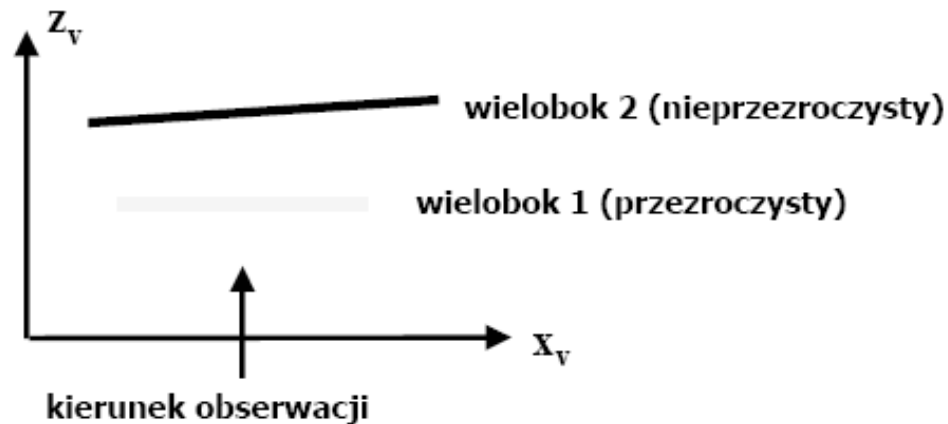 Zv
wielobok 2 (nieprzezroczysty)
wielobok 1 (przezroczysty)
xv
kierunek obserwacji